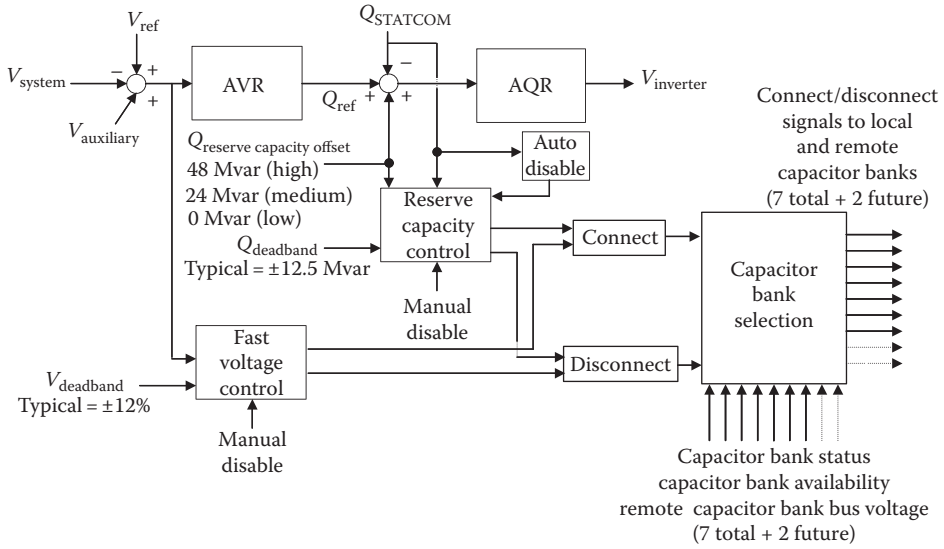 V_ref
Q_STATCOM
V_system
−
+
+
AVR
Q_ref
−
+
+
AQR
V_inverter
V_auxiliary
Connect/disconnect
signals to local
and remote
capacitor banks
(7 total + 2 future)
Q_reserve capacity offset
48 Mvar (high)
24 Mvar (medium)
0 Mvar (low)
Auto
disable
Reserve
capacity
control
Q_deadband
Typical = ±12.5 Mvar
Connect
Capacitor
bank
selection
Manual
disable
Fast
voltage
control
Disconnect
V_deadband
Typical = ±12%
Manual
disable
Capacitor bank status
capacitor bank availability
remote capacitor bank bus voltage
(7 total + 2 future)